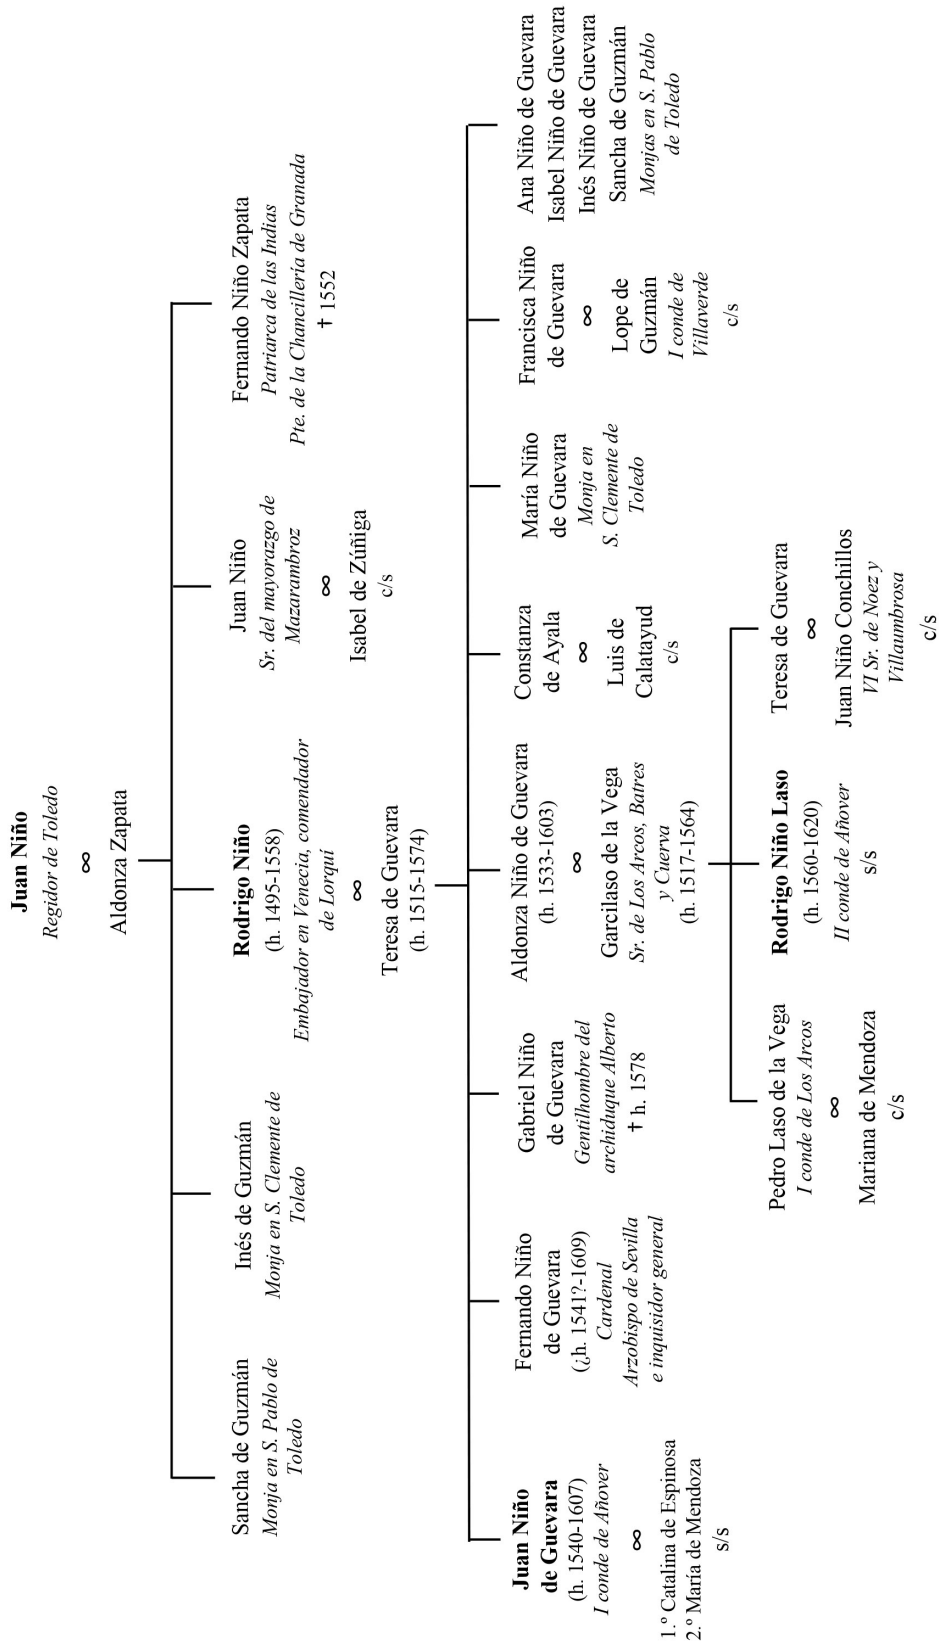 Juan Niño
Regidor de Toledo
∞
Aldonza Zapata
Sancha de Guzmán
Monja en S. Pablo de
Toledo
Inés de Guzmán
Monja en S. Clemente de
Toledo
Rodrigo Niño
(h. 1495-1558)
Embajador en Venecia, comendador
de Lorquí
∞
Teresa de Guevara
(h. 1515-1574)
Juan Niño
Sr. del mayorazgo de
Mazarambroz
∞
Isabel de Zúñiga
c/s
Fernando Niño Zapata
Patriarca de las Indias
Pte. de la Chancillería de Granada
† 1552
Juan Niño
de Guevara
(h. 1540-1607)
I conde de Añover
∞
1.º Catalina de Espinosa
2.º María de Mendoza
s/s
Fernando Niño
de Guevara
(¿h. 1541?-1609)
Cardenal
Arzobispo de Sevilla
e inquisidor general
Gabriel Niño
de Guevara
Gentilhombre del
archiduque Alberto
† h. 1578
Aldonza Niño de Guevara
(h. 1533-1603)
∞
Garcilaso de la Vega
Sr. de Los Arcos, Batres
y Cuerva
(h. 1517-1564)
Constanza
de Ayala
∞
Luis de
Calatayud
c/s
María Niño
de Guevara
Monja en
S. Clemente de
Toledo
Francisca Niño
de Guevara
∞
Lope de
Guzmán
I conde de
Villaverde
c/s
Ana Niño de Guevara
Isabel Niño de Guevara
Inés Niño de Guevara
Sancha de Guzmán
Monjas en S. Pablo
de Toledo
Pedro Laso de la Vega
I conde de Los Arcos
∞
Mariana de Mendoza
c/s
Rodrigo Niño Laso
(h. 1560-1620)
II conde de Añover
s/s
Teresa de Guevara
∞
Juan Niño Conchillos
VI Sr. de Noez y
Villaumbrosa
c/s